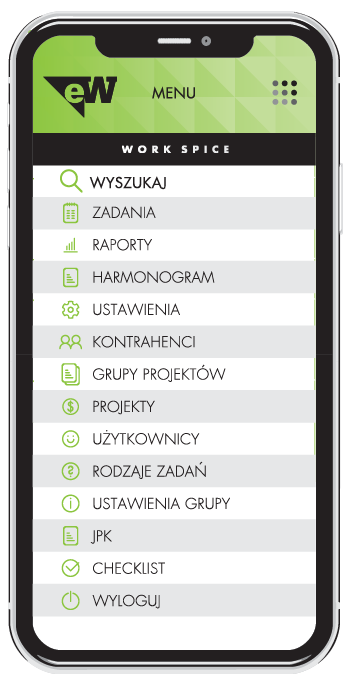 eW
MENU
WORK SPICE
WYSZUKAJ
ZADANIA
RAPORTY
HARMONOGRAM
USTAWIENIA
KONTRAHENCI
GRUPY PROJEKTÓW
PROJEKTY
UŻYTKOWNICY
RODZAJE ZADAŃ
USTAWIENIA GRUPY
JPK
CHECKLIST
WYLOGUJ